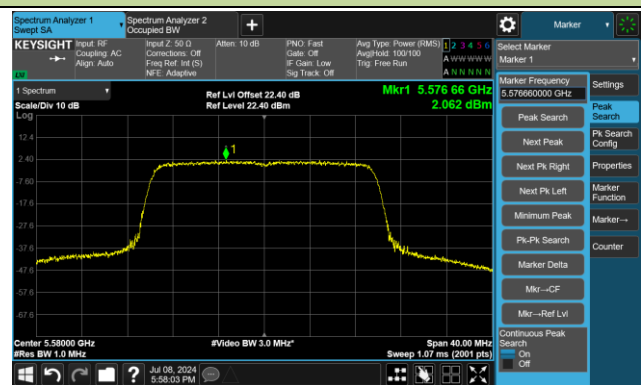 Spectrum Analyzer 1
Swept SA
Spectrum Analyzer 2
Occupied BW
Marker
KEYSIGHT
Input: RF
Coupling: AC
Align: Auto
Input Z: 50 Ω
Corrections: Off
Freq Ref: Int (S)
NFE: Adaptive
Atten: 10 dB
PNO: Fast
Gate: Off
IF Gain: Low
Sig Track: Off
Avg Type: Power (RMS)
Avg|Hold: 100/100
Trig: Free Run
1 2 3 4 5 6
A W W W W W
A N N N N N
LW
Select Marker
Marker 1
1 Spectrum
Scale/Div 10 dB
Log
Ref Lvl Offset 22.40 dB
Ref Level 22.40 dBm
Mkr1 5.576 66 GHz
2.062 dBm
1
12.4
2.40
-7.60
-17.6
-27.6
-37.6
-47.6
-57.6
-67.6
Center 5.58000 GHz
#Res BW 1.0 MHz
#Video BW 3.0 MHz*
Span 40.00 MHz
Sweep 1.07 ms (2001 pts)
Marker Frequency
5.576660000 GHz
Peak Search
Next Peak
Next Pk Right
Next Pk Left
Minimum Peak
Pk-Pk Search
Marker Delta
Mkr→CF
Mkr→Ref Lvl
Continuous Peak
Search
On
Off
Settings
Peak
Search
Pk Search
Config
Properties
Marker
Function
Marker→
Counter
?
Jul 08, 2024
5:58:03 PM